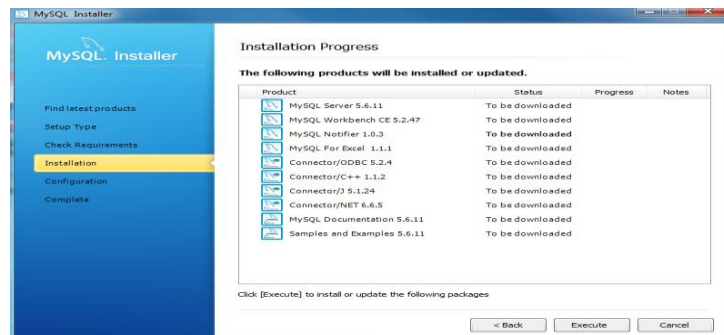 MySQL Installer
MySQL. Installer
Find latest products
Setup Type
Check Requirements
Installation
Configuration
Complete
Installation Progress
The following products will be installed or updated.
Product Status Progress Notes
MySQL Server 5.6.11 To be downloaded
MySQL Workbench CE 5.2.47 To be downloaded
MySQL Notifier 1.0.3 To be downloaded
MySQL For Excel 1.1.1 To be downloaded
Connector/ODBC 5.2.4 To be downloaded
Connector/C++ 1.1.2 To be downloaded
Connector/J 5.1.24 To be downloaded
Connector/NET 6.6.5 To be downloaded
MySQL Documentation 5.6.11 To be downloaded
Samples and Examples 5.6.11 To be downloaded
Click [Execute] to install or update the following packages
< Back Execute Cancel